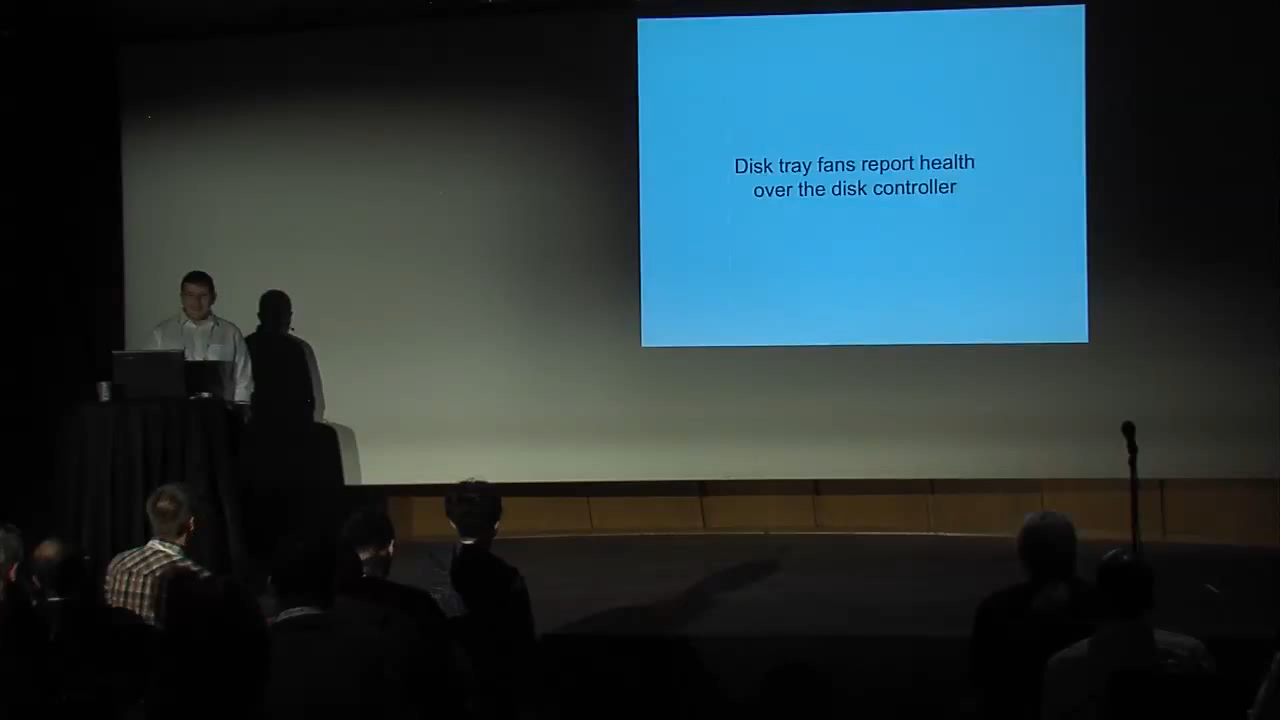 Disk tray fans report health
over the disk controller